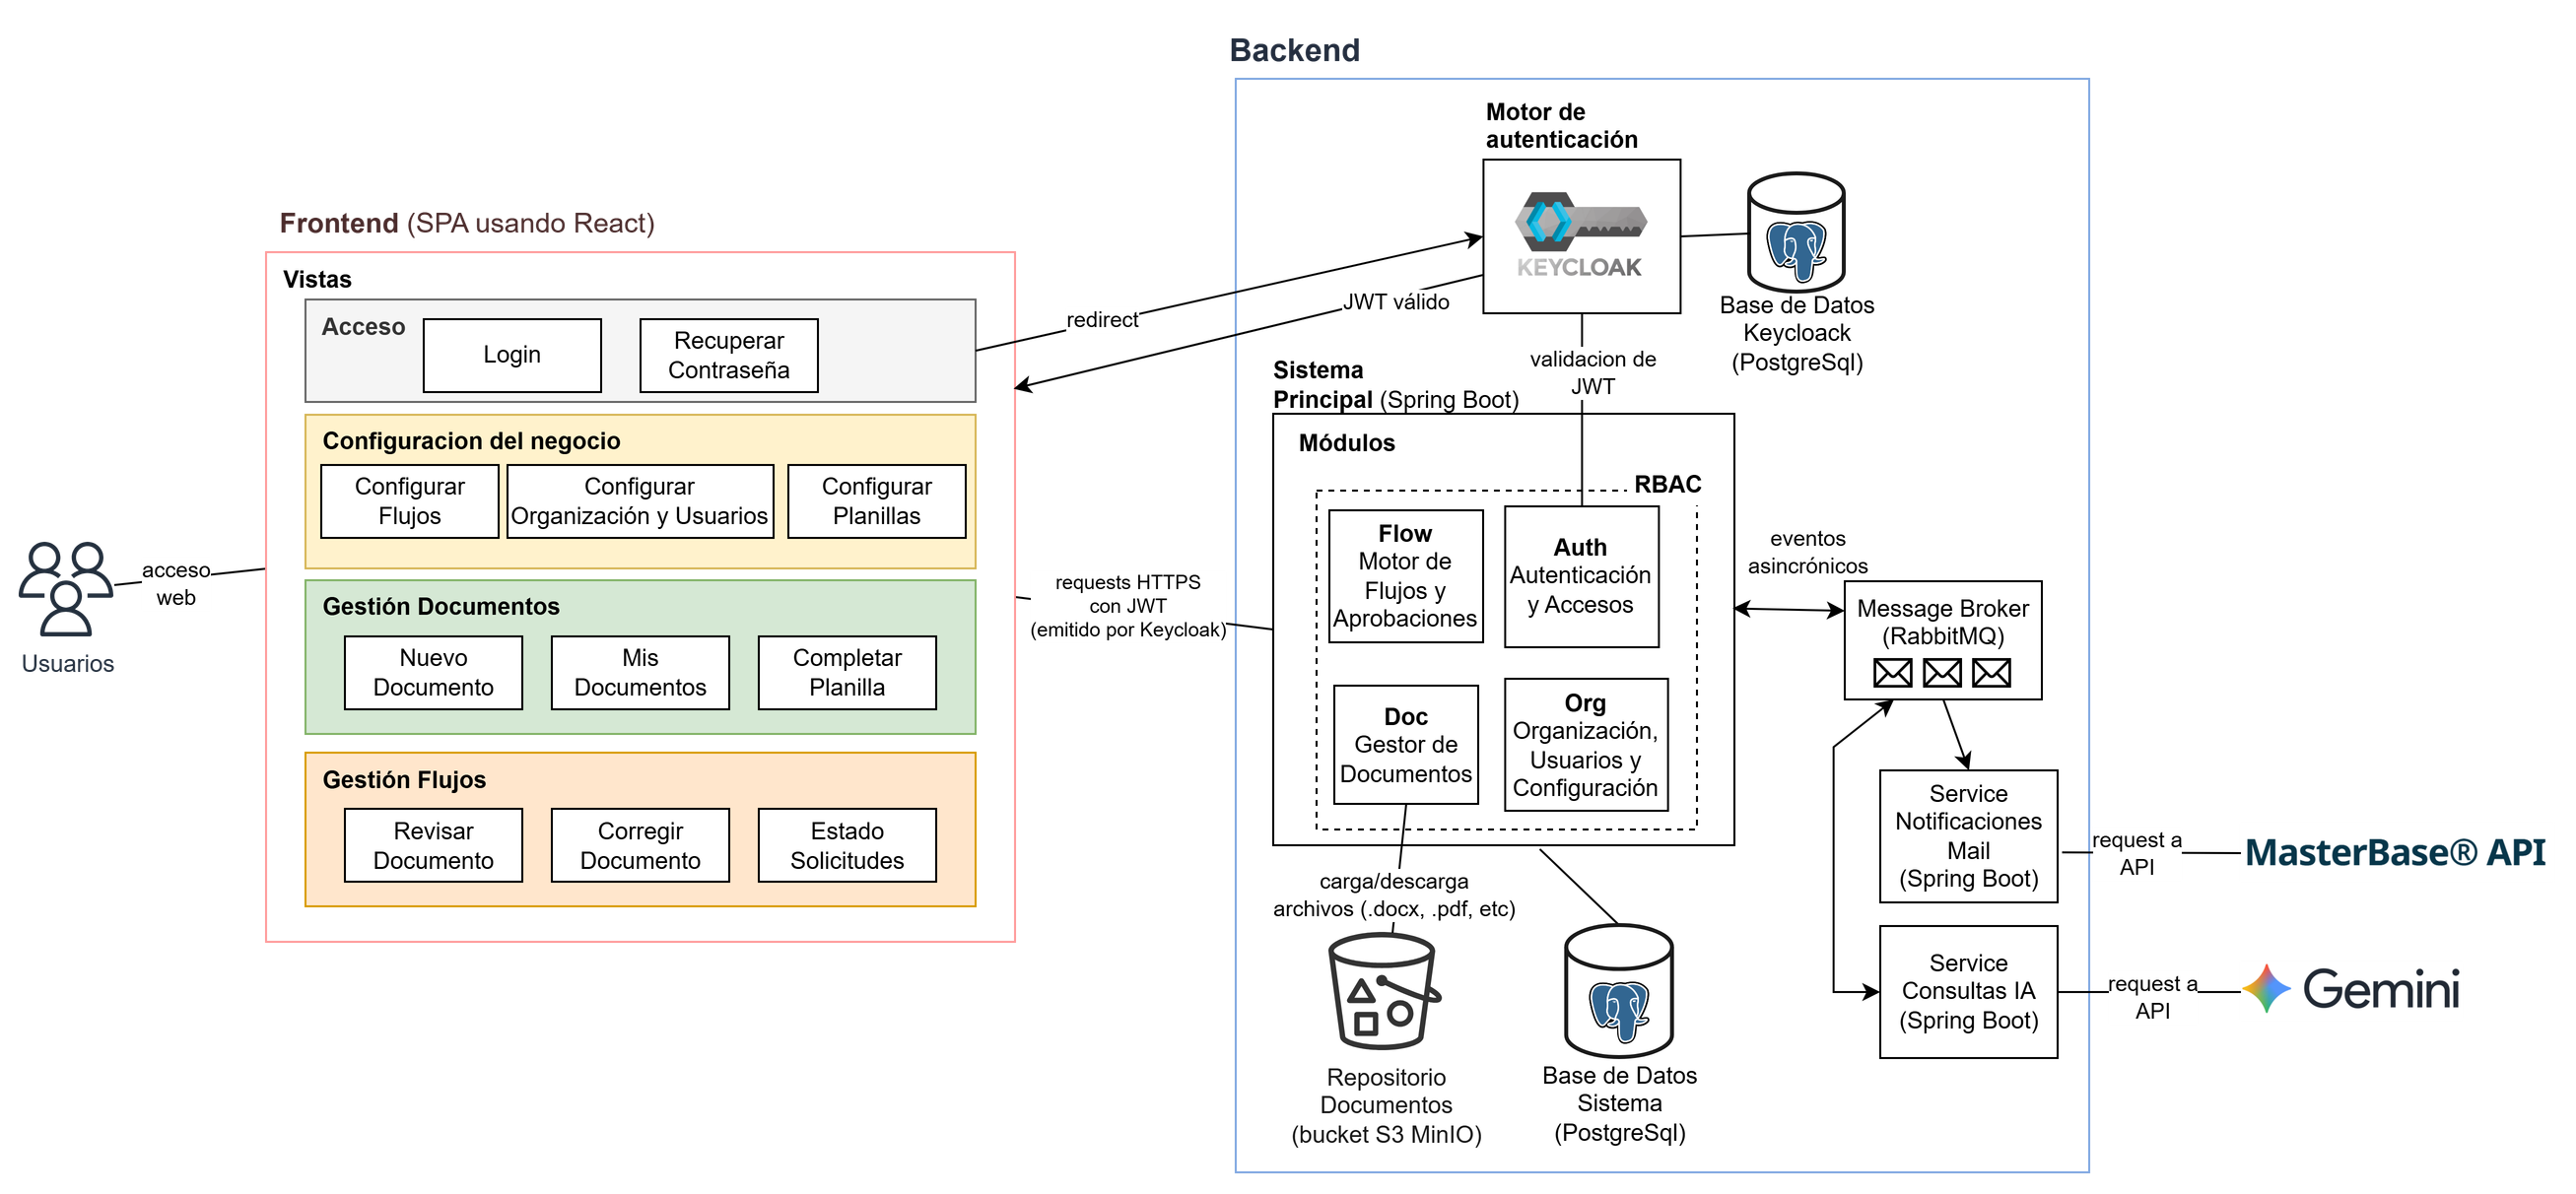 Backend
Motor de
autenticación
KEYCLOAK
Base de Datos
Keycloack
(PostgreSql)
Frontend (SPA usando React)
Vistas
Acceso
Login
Recuperar
Contraseña
redirect
JWT válido
validacion de
JWT
Configuracion del negocio
Configurar
Flujos
Configurar
Organización y Usuarios
Configurar
Planillas
Gestión Documentos
Nuevo
Documento
Mis
Documentos
Completar
Planilla
Gestión Flujos
Revisar
Documento
Corregir
Documento
Estado
Solicitudes
acceso
web
Usuarios
requests HTTPS
con JWT
(emitido por Keycloak)
Sistema
Principal (Spring Boot)
Módulos
RBAC
Flow
Motor de
Flujos y
Aprobaciones
Auth
Autenticación
y Accesos
Doc
Gestor de
Documentos
Org
Organización,
Usuarios y
Configuración
eventos
asincrónicos
Message Broker
(RabbitMQ)
Service
Notificaciones
Mail
(Spring Boot)
request a
API
MasterBase® API
Service
Consultas IA
(Spring Boot)
request a
API
Gemini
carga/descarga
archivos (.docx, .pdf, etc)
Repositorio
Documentos
(bucket S3 MinIO)
Base de Datos
Sistema
(PostgreSql)